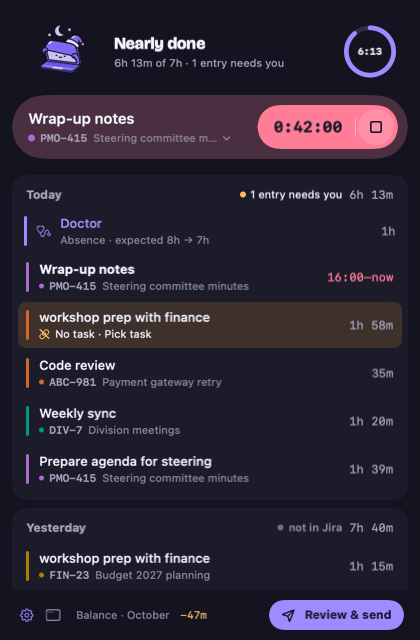 Nearly done
6h 13m of 7h · 1 entry needs you
6:13
Wrap-up notes
PMO-415 Steering committee m...
0:42:00
Today
1 entry needs you 6h 13m
Doctor
Absence · expected 8h → 7h
1h
Wrap-up notes
PMO-415 Steering committee minutes
16:00–now
workshop prep with finance
No task · Pick task
1h 58m
Code review
ABC-981 Payment gateway retry
35m
Weekly sync
DIV-7 Division meetings
1h 20m
Prepare agenda for steering
PMO-415 Steering committee minutes
1h 39m
Yesterday
not in Jira 7h 40m
workshop prep with finance
FIN-23 Budget 2027 planning
1h 15m
Balance · October −47m
Review & send